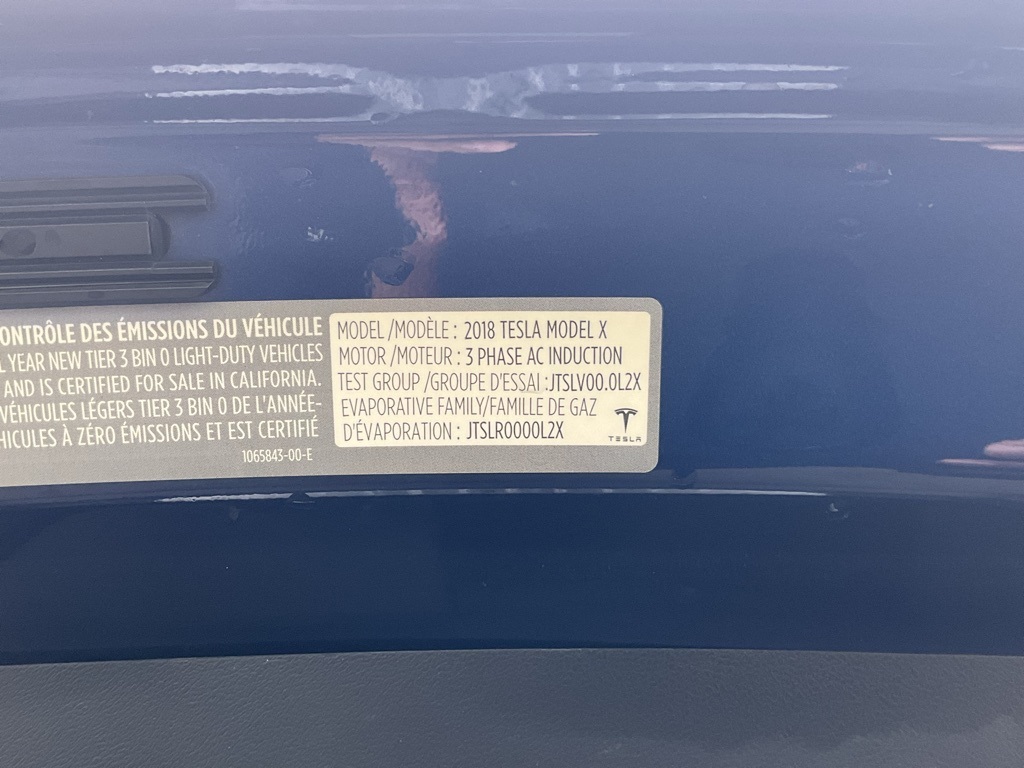 ONTRÔLE DES ÉMISSIONS DU VÉHICULE
YEAR NEW TIER 3 BIN 0 LIGHT-DUTY VEHICLES
AND IS CERTIFIED FOR SALE IN CALIFORNIA.
VÉHICULES LÉGERS TIER 3 BIN 0 DE L'ANNÉE-
HICULES À ZÉRO ÉMISSIONS ET EST CERTIFIÉ
1065843-00-E
MODEL /MODÈLE : 2018 TESLA MODEL X
MOTOR /MOTEUR : 3 PHASE AC INDUCTION
TEST GROUP /GROUPE D'ESSAI :JTSLV00.0L2X
EVAPORATIVE FAMILY/FAMILLE DE GAZ
D'ÉVAPORATION : JTSLR0000L2X
TESLA